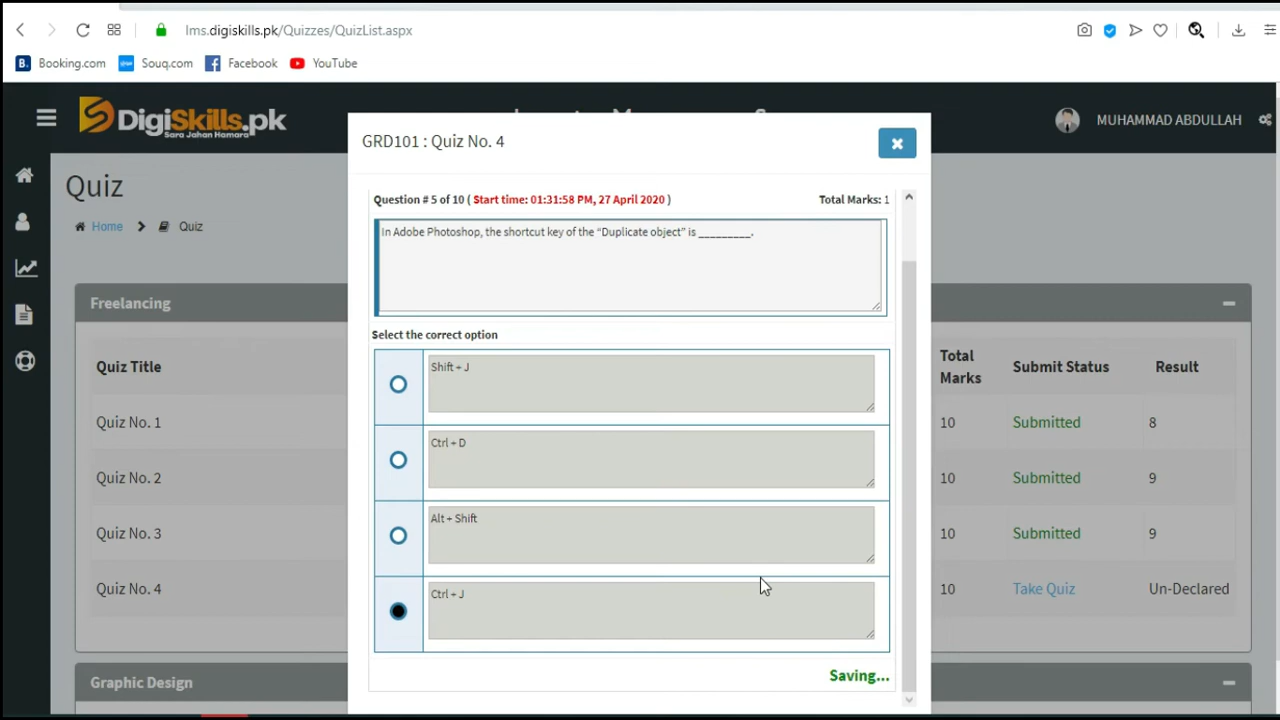 lms.digiskills.pk/Quizzes/QuizList.aspx
B. Booking.com Souq.com Facebook YouTube
DigiSkills.pk
Sara Jahan Hamara
MUHAMMAD ABDULLAH
GRD101 : Quiz No. 4
Quiz
Home Quiz
Question # 5 of 10 ( Start time: 01:31:58 PM, 27 April 2020 ) Total Marks: 1
In Adobe Photoshop, the shortcut key of the “Duplicate object” is _________.
Select the correct option
Shift + J
Ctrl + D
Alt + Shift
Ctrl + J
Saving...
Freelancing
Quiz Title Total Marks Submit Status Result
Quiz No. 1 10 Submitted 8
Quiz No. 2 10 Submitted 9
Quiz No. 3 10 Submitted 9
Quiz No. 4 10 Take Quiz Un-Declared
Graphic Design